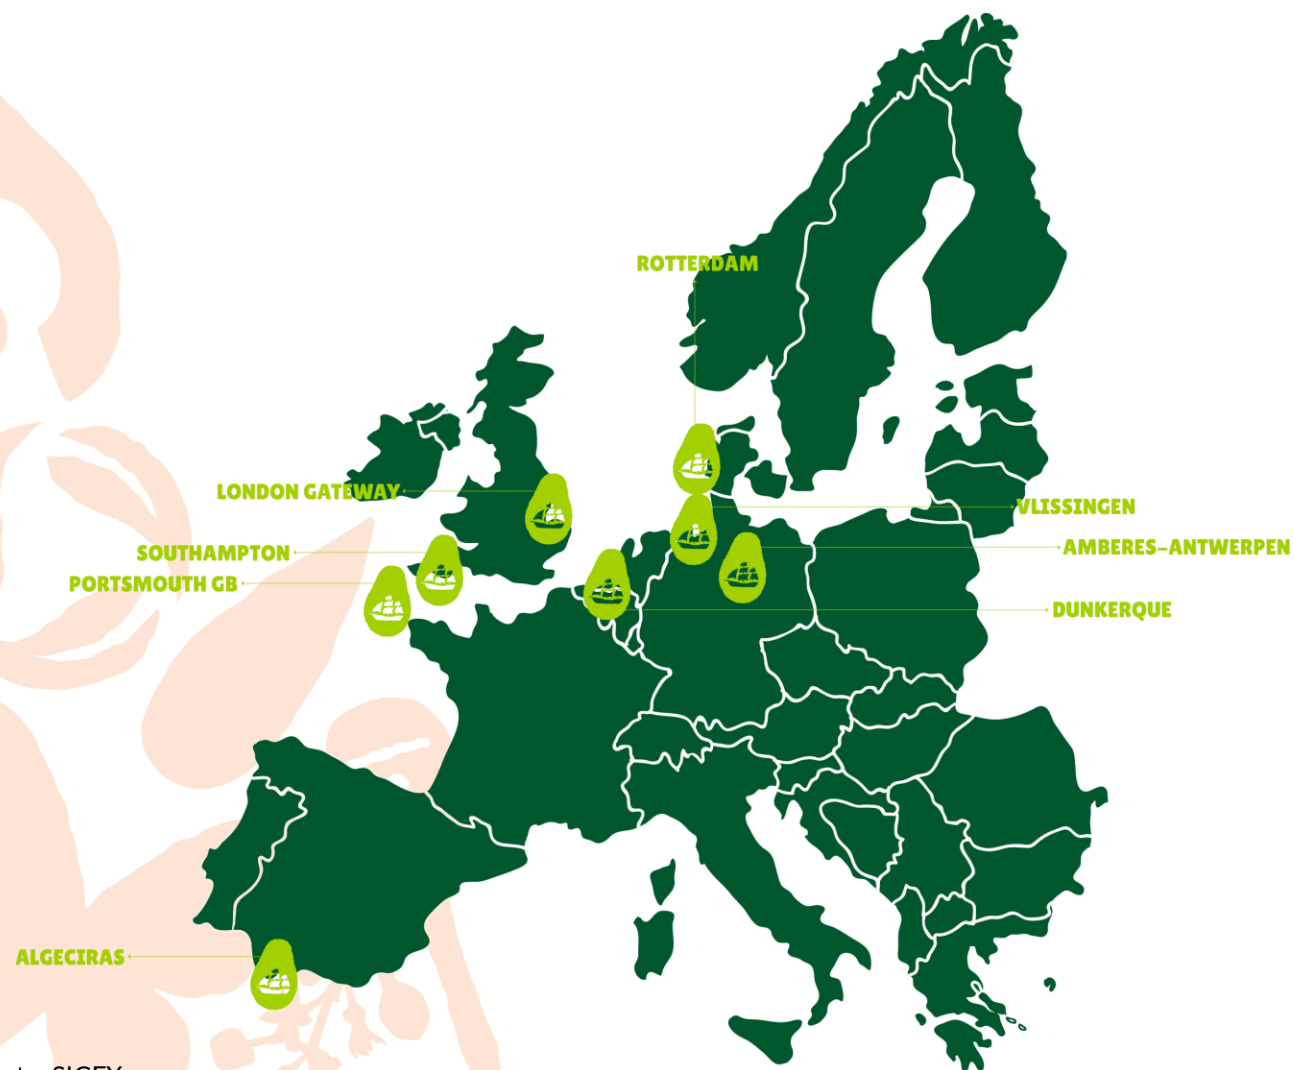 ROTTERDAM
LONDON GATEWAY
VLISSINGEN
SOUTHAMPTON
AMBERES-ANTWERPEN
PORTSMOUTH GB
DUNKERQUE
ALGECIRAS